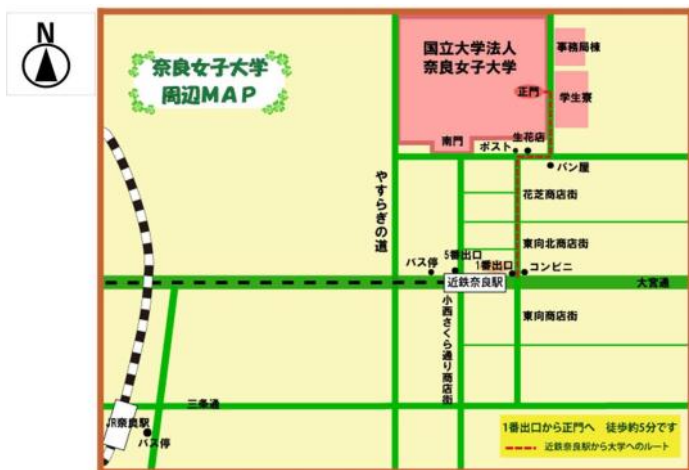 N
奈良女子大学
周辺MAP
国立大学法人
奈良女子大学
事務局棟
正門
学生寮
南門
生花店
ポスト
パン屋
やすらぎの道
花芝商店街
東向北商店街
5番出口
バス停
1番出口
コンビニ
近鉄奈良駅
大宮通
小西さくら通り商店街
東向商店街
三条通
JR奈良駅
バス停
1番出口から正門へ 徒歩約5分です
近鉄奈良駅から大学へのルート